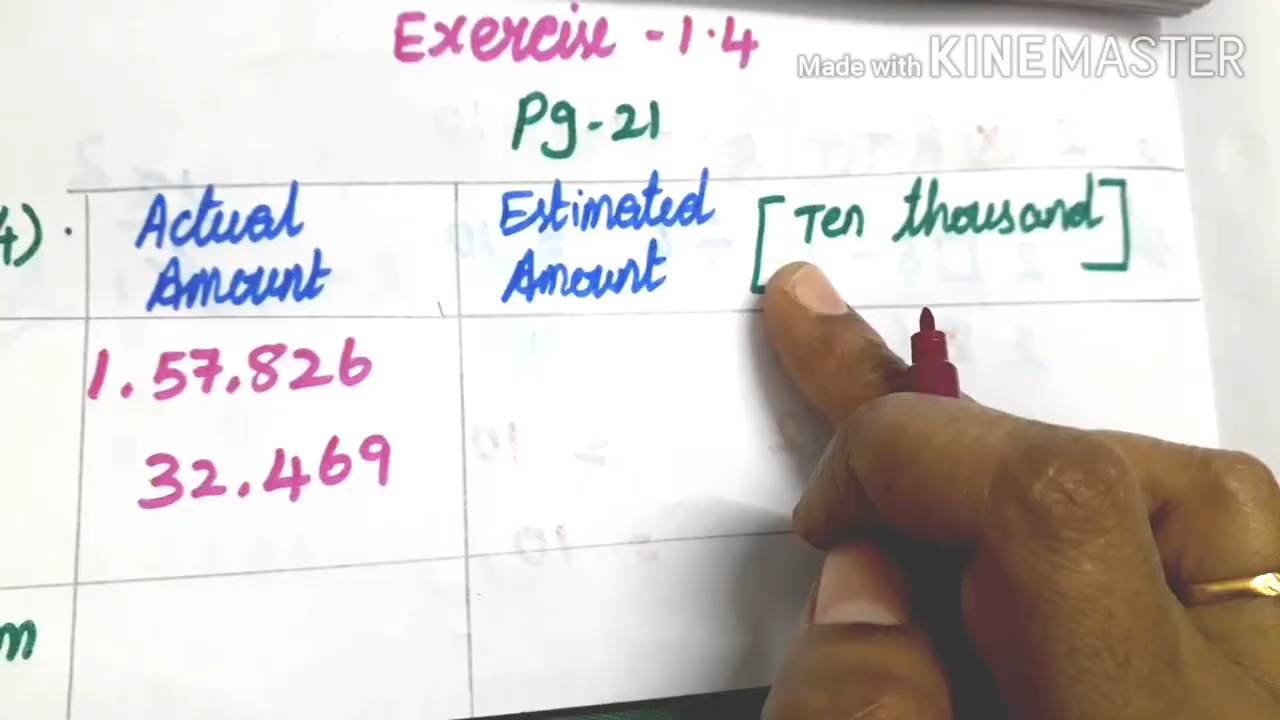 Exercise - 1.4
Made with KINEMASTER
Pg - 21
4). Actual Amount
Estimated Amount [Ten thousand]
1.57.826
32.469
m